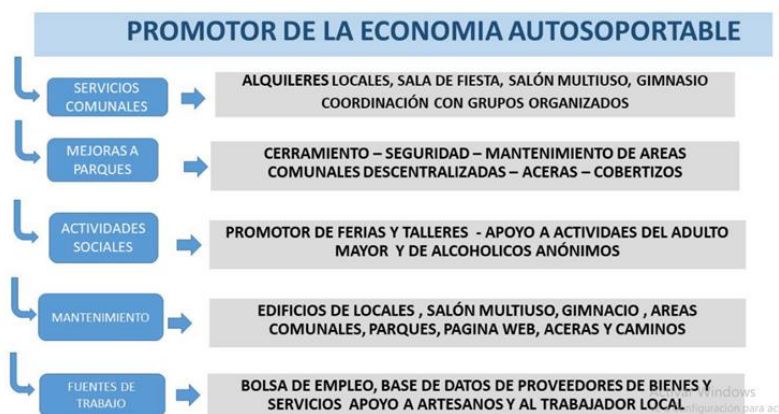 PROMOTOR DE LA ECONOMIA AUTOSOPORTABLE
SERVICIOS
COMUNALES
ALQUILERES LOCALES, SALA DE FIESTA, SALÓN MULTIUSO, GIMNASIO
COORDINACIÓN CON GRUPOS ORGANIZADOS
MEJORAS A
PARQUES
CERRAMIENTO – SEGURIDAD – MANTENIMIENTO DE AREAS
COMUNALES DESCENTRALIZADAS – ACERAS – COBERTIZOS
ACTIVIDADES
SOCIALES
PROMOTOR DE FERIAS Y TALLERES - APOYO A ACTIVIDAES DEL ADULTO
MAYOR Y DE ALCOHOLICOS ANÓNIMOS
MANTENIMIENTO
EDIFICIOS DE LOCALES , SALÓN MULTIUSO, GIMNACIO , AREAS
COMUNALES, PARQUES, PAGINA WEB, ACERAS Y CAMINOS
FUENTES DE
TRABAJO
BOLSA DE EMPLEO, BASE DE DATOS DE PROVEEDORES DE BIENES Y
SERVICIOS APOYO A ARTESANOS Y AL TRABAJADOR LOCAL
Activar Windows
configuración para ac